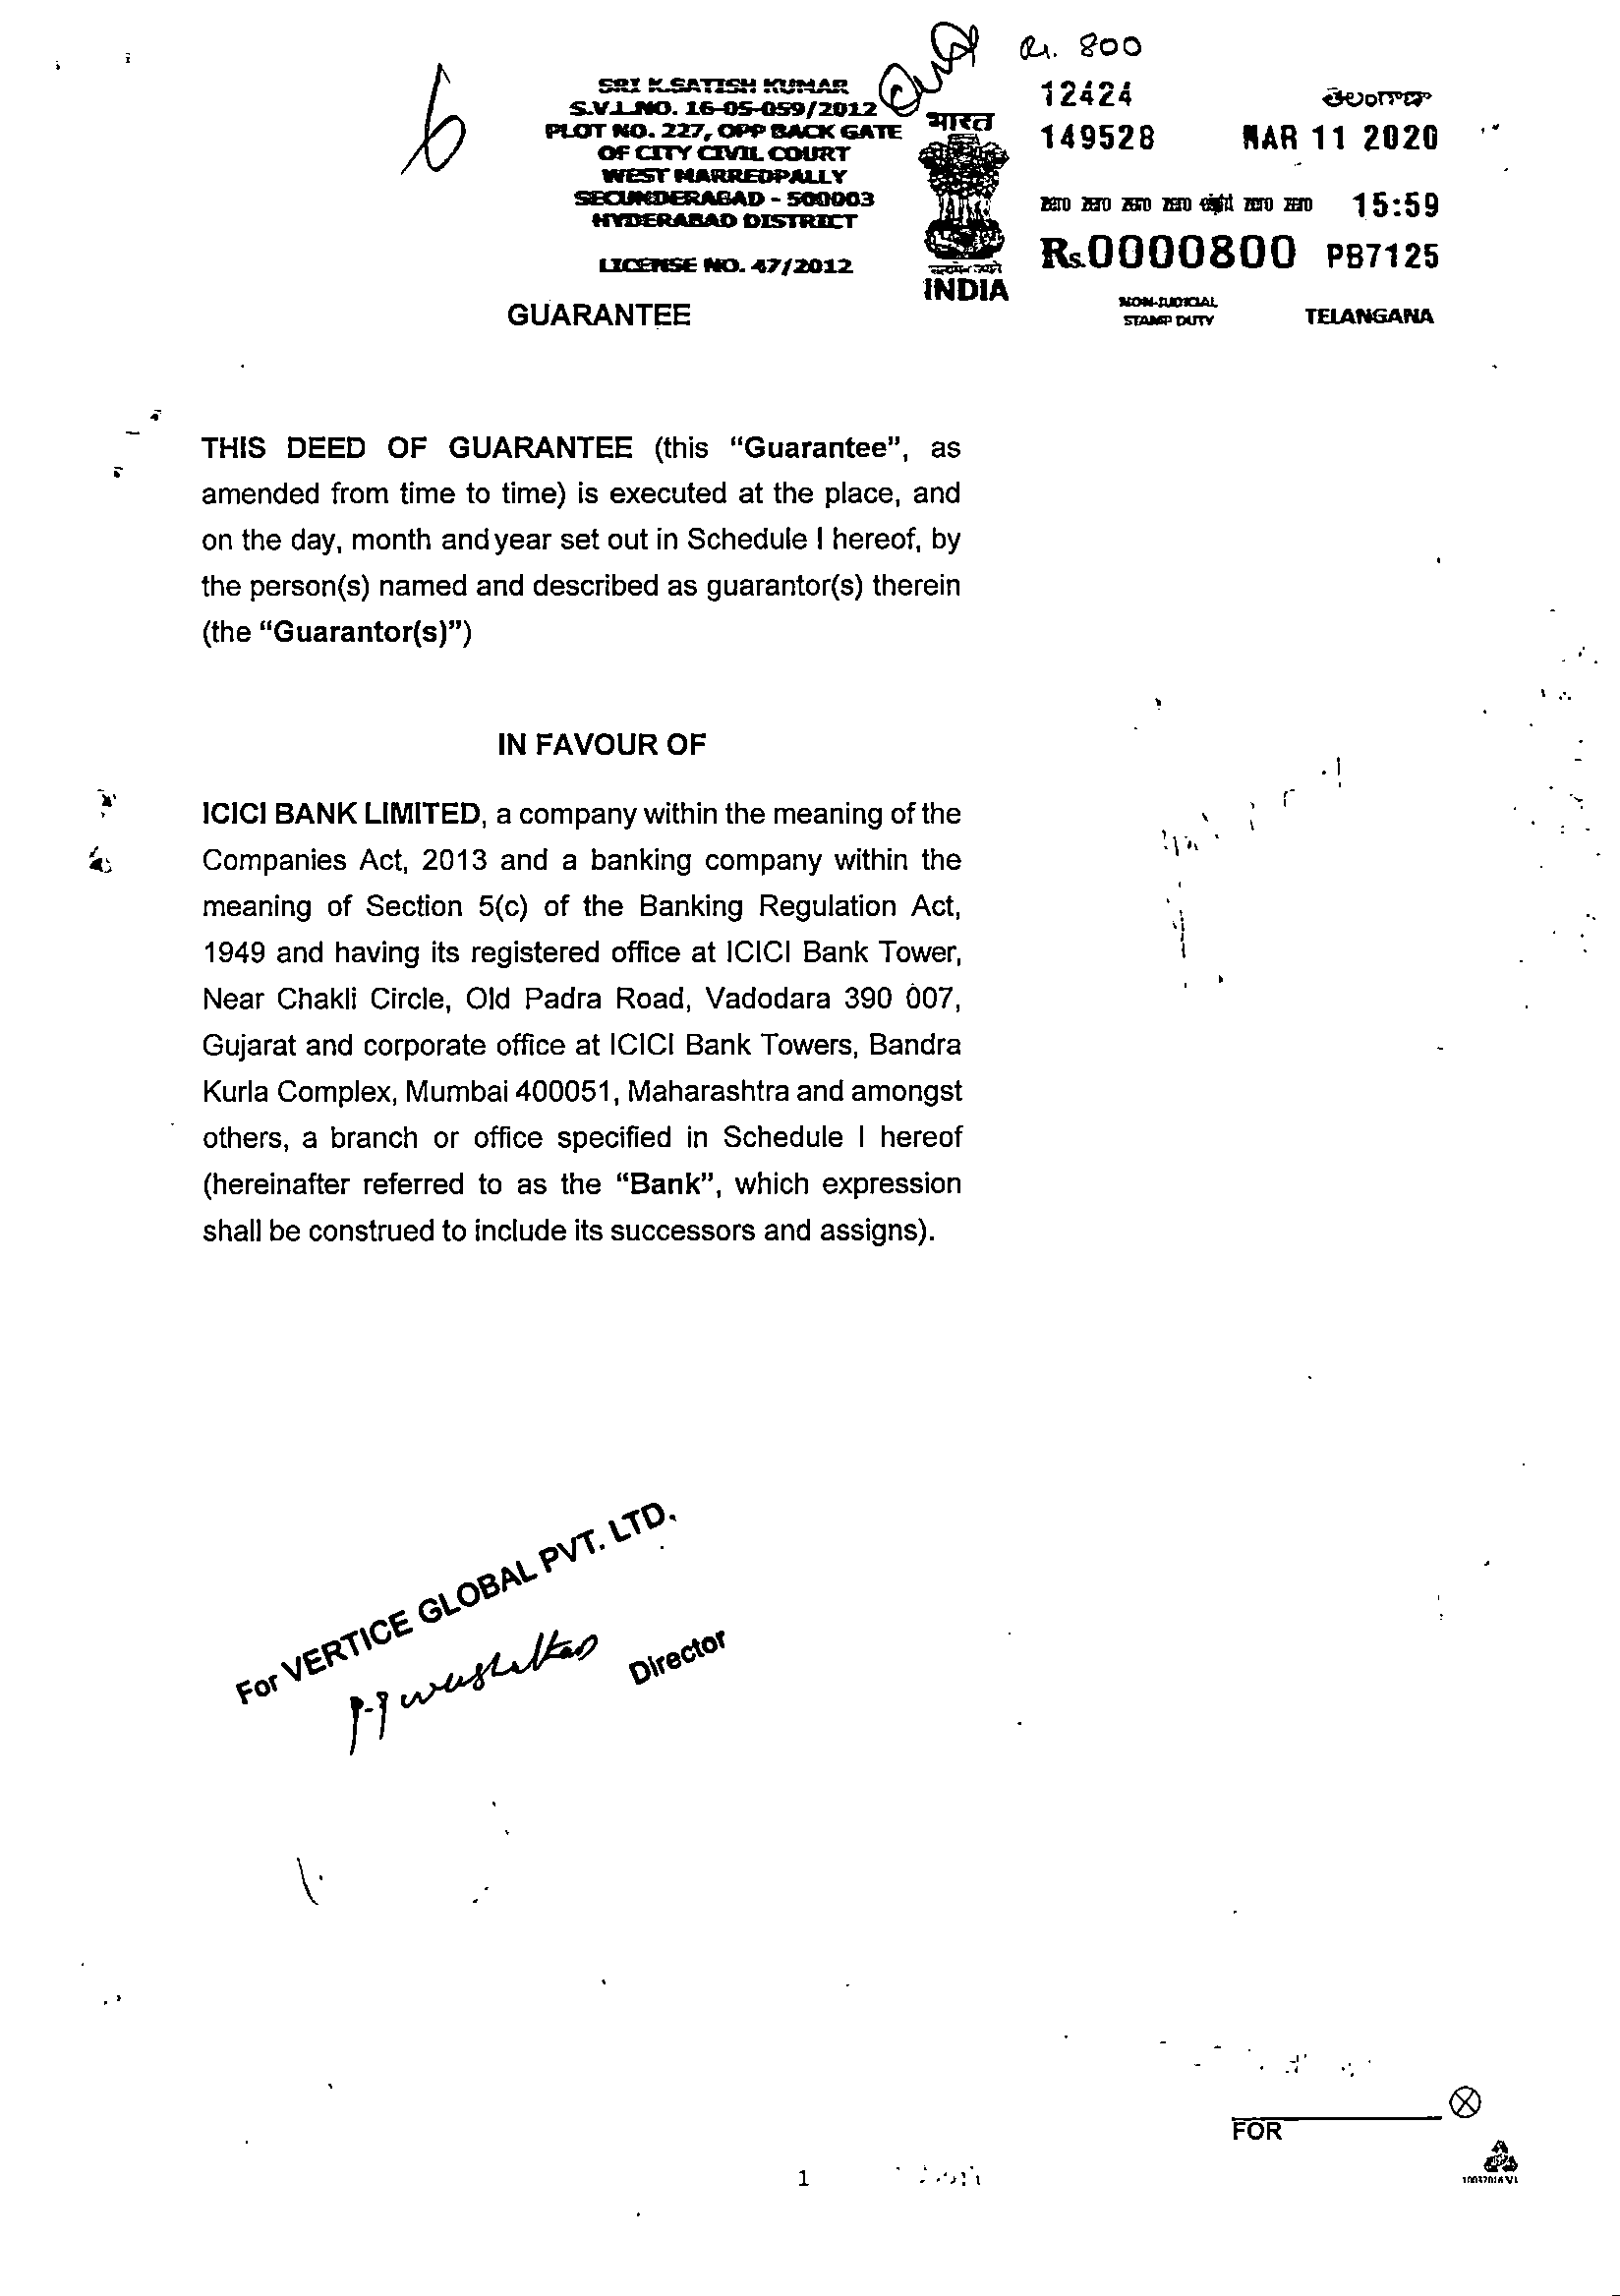 Rs. 800
SRI K.SATISH KUMAR
S.V.L.NO. 16-05-059/2012
PLOT NO. 227, OPP BACK GATE
OF CITY CIVIL COURT
WEST MARREDPALLY
SECUNDERABAD - 500003
HYDERABAD DISTRICT
LICENSE NO. 47/2012
भारत
INDIA
12424 తెలంగాణ
149528 MAR 11 2020
zero zero zero zero eight zero zero 15:59
Rs.0000800 PB7125
NON-JUDICIAL
STAMP DUTY TELANGANA
GUARANTEE
THIS DEED OF GUARANTEE (this “Guarantee”, as
amended from time to time) is executed at the place, and
on the day, month and year set out in Schedule I hereof, by
the person(s) named and described as guarantor(s) therein
(the “Guarantor(s)”)
IN FAVOUR OF
ICICI BANK LIMITED, a company within the meaning of the
Companies Act, 2013 and a banking company within the
meaning of Section 5(c) of the Banking Regulation Act,
1949 and having its registered office at ICICI Bank Tower,
Near Chakli Circle, Old Padra Road, Vadodara 390 007,
Gujarat and corporate office at ICICI Bank Towers, Bandra
Kurla Complex, Mumbai 400051, Maharashtra and amongst
others, a branch or office specified in Schedule I hereof
(hereinafter referred to as the “Bank”, which expression
shall be construed to include its successors and assigns).
For VERTICE GLOBAL PVT. LTD.
Director
FOR
1